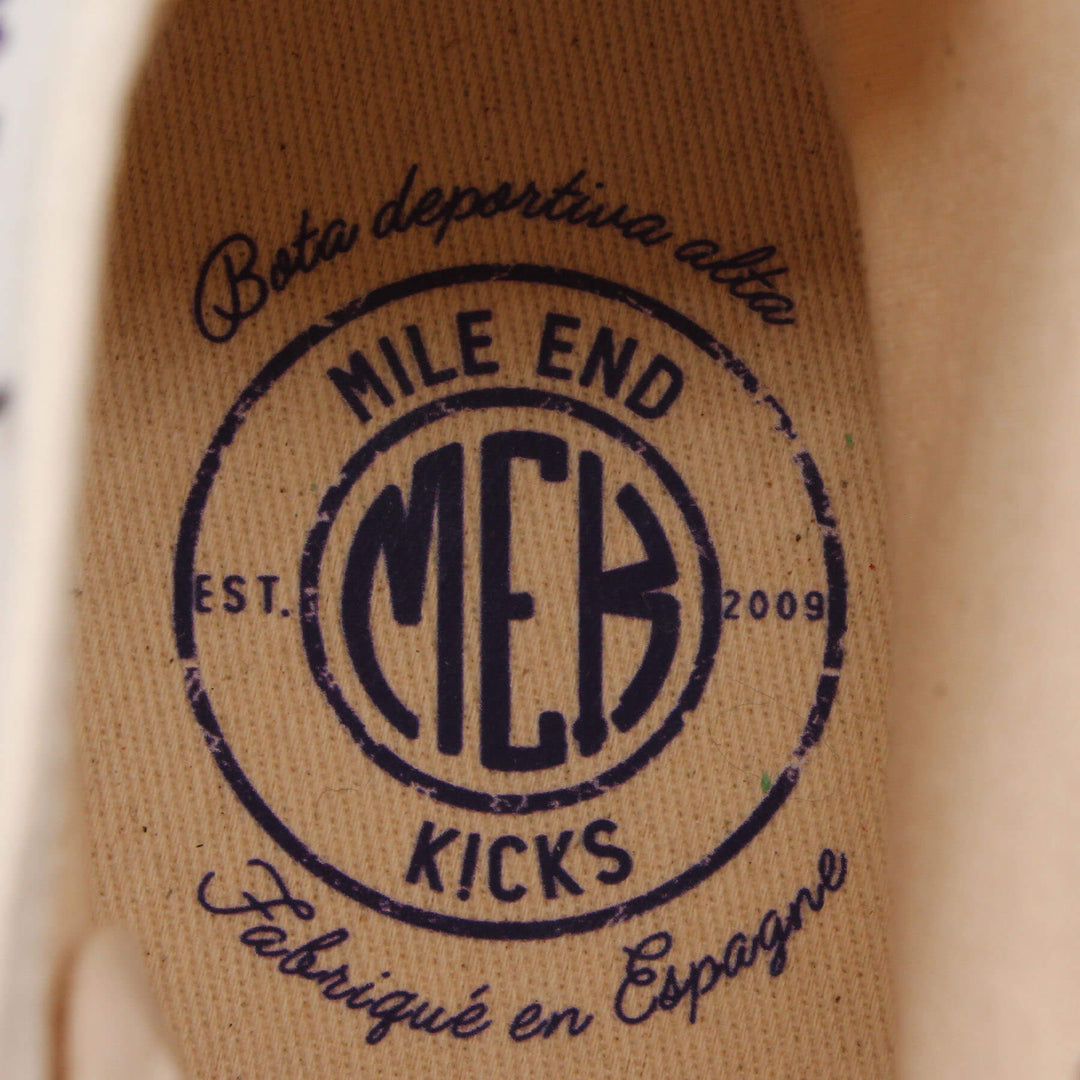 Bota deportiva alta
MILE END
MEK
EST. 2009
K!CKS
Fabriqué en Espagne